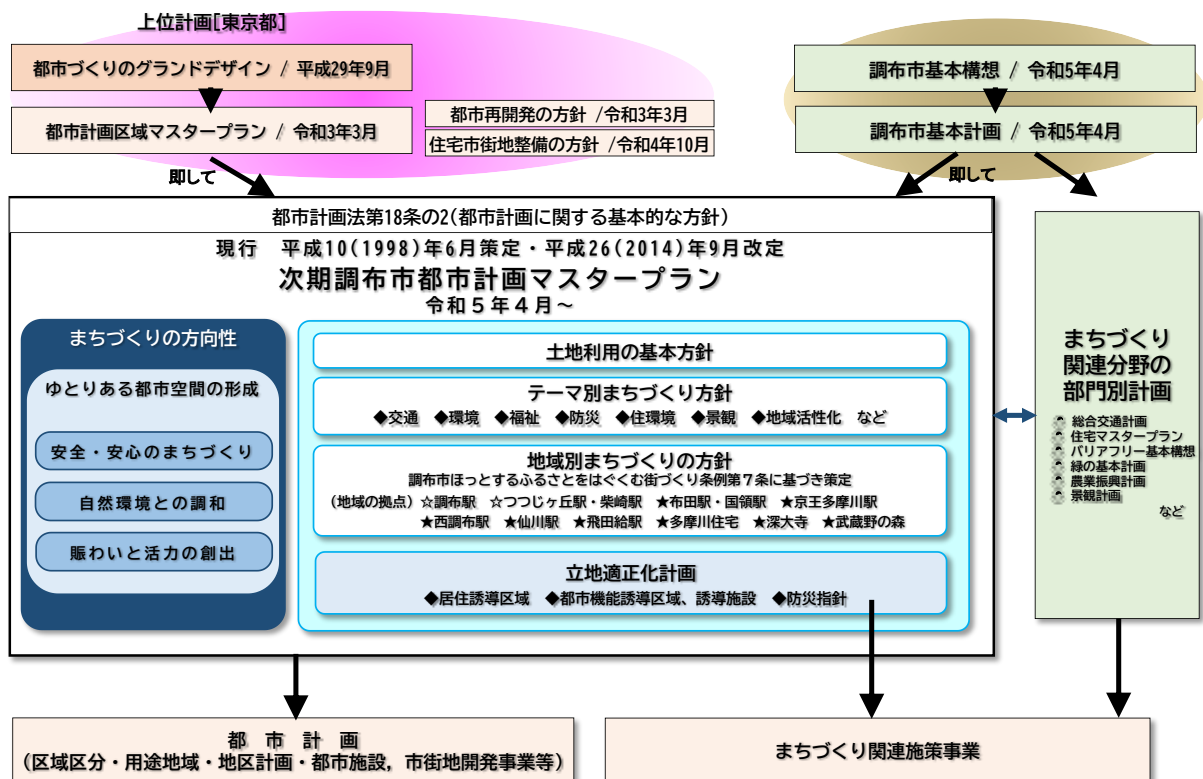 上位計画[東京都]
都市づくりのグランドデザイン / 平成29年9月
都市計画区域マスタープラン / 令和3年3月
都市再開発の方針 /令和3年3月
住宅市街地整備の方針 /令和4年10月
調布市基本構想 / 令和5年4月
調布市基本計画 / 令和5年4月
即して
即して
都市計画法第18条の2(都市計画に関する基本的な方針)
現行 平成10(1998)年6月策定・平成26(2014)年9月改定
次期調布市都市計画マスタープラン
令和5年4月~
まちづくりの方向性
ゆとりある都市空間の形成
安全・安心のまちづくり
自然環境との調和
賑わいと活力の創出
土地利用の基本方針
テーマ別まちづくり方針
◆交通 ◆環境 ◆福祉 ◆防災 ◆住環境 ◆景観 ◆地域活性化 など
地域別まちづくりの方針
調布市ほっとするふるさとをはぐくむ街づくり条例第7条に基づき策定
(地域の拠点) ☆調布駅 ☆つつじヶ丘駅・柴崎駅 ★布田駅・国領駅 ★京王多摩川駅
★西調布駅 ★仙川駅 ★飛田給駅 ★多摩川住宅 ★深大寺 ★武蔵野の森
立地適正化計画
◆居住誘導区域 ◆都市機能誘導区域、誘導施設 ◆防災指針
まちづくり
関連分野の
部門別計画
総合交通計画
住宅マスタープラン
バリアフリー基本構想
緑の基本計画
農業振興計画
景観計画
など
都市計画
(区域区分・用途地域・地区計画・都市施設，市街地開発事業等)
まちづくり関連施策事業